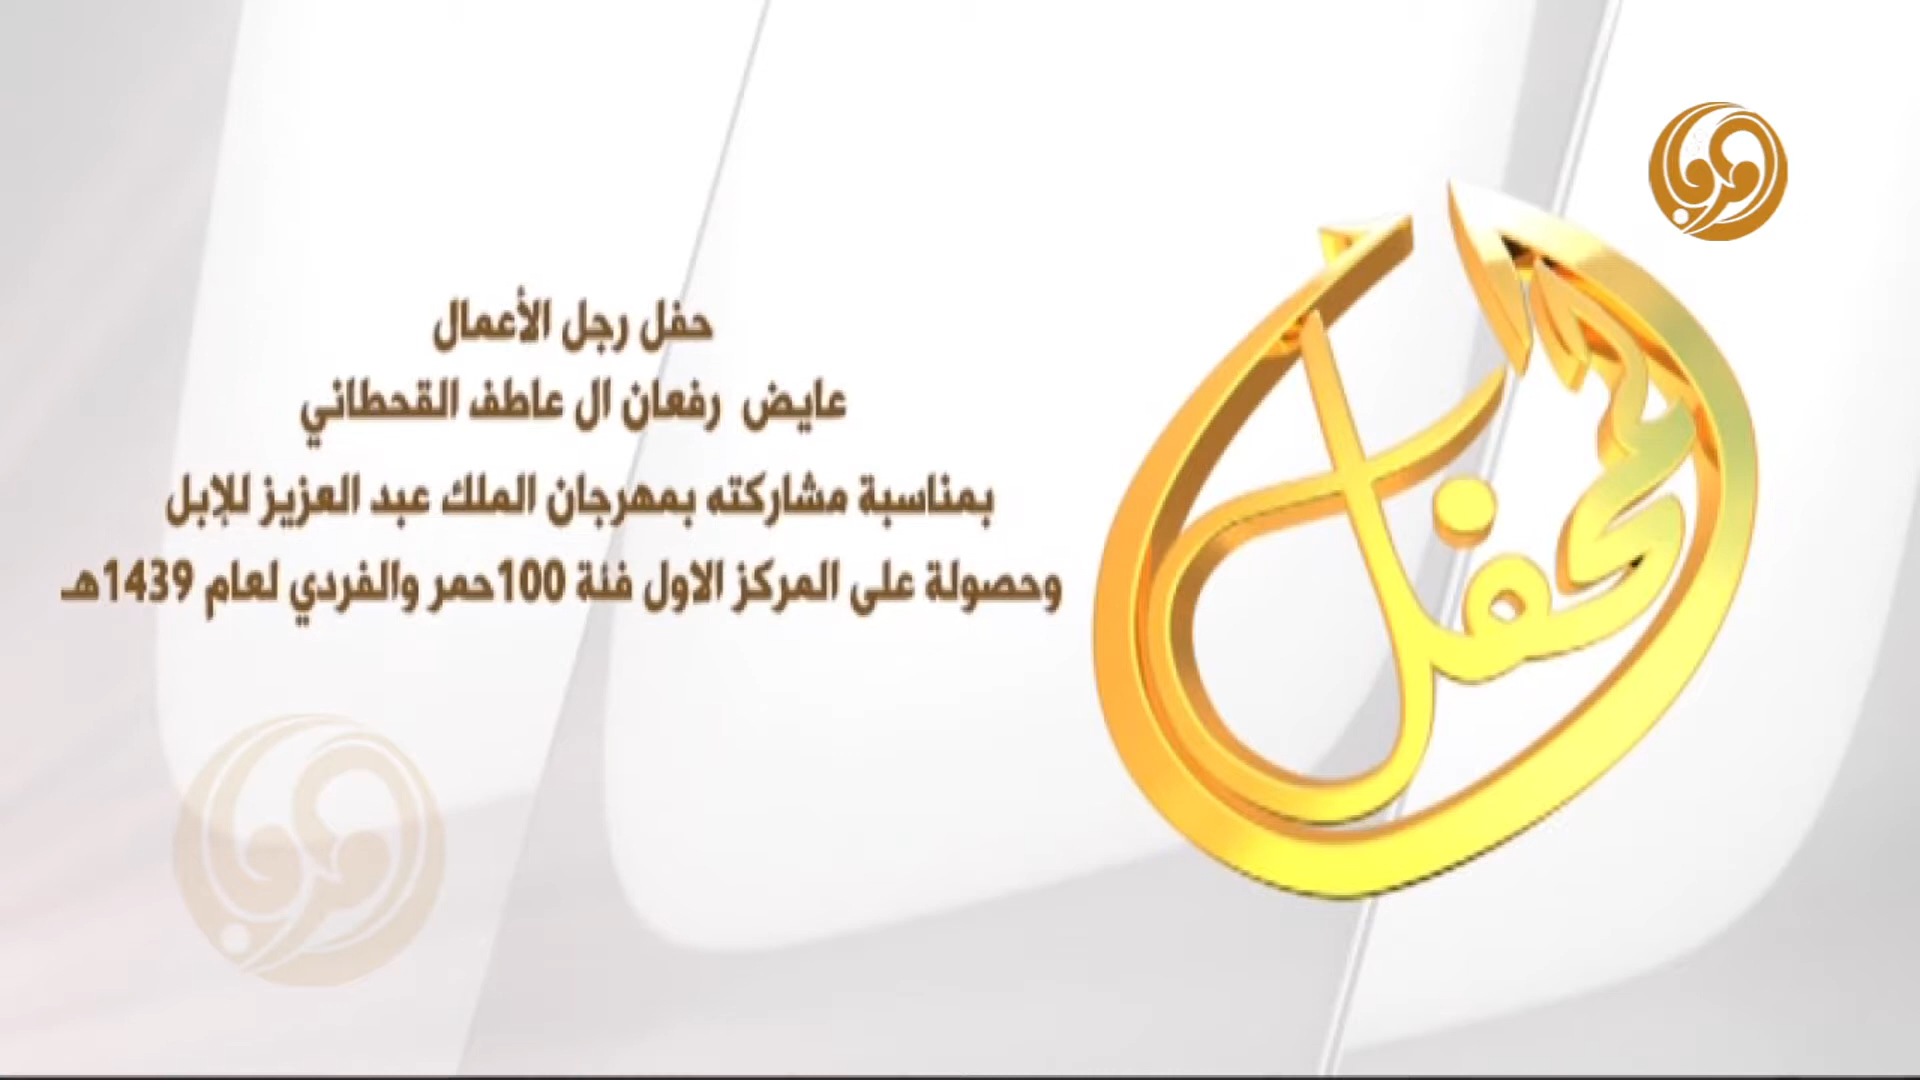 حفل رجل الأعمال
عايض رفعان ال عاطف القحطاني
بمناسبة مشاركته بمهرجان الملك عبد العزيز للإبل
وحصولة على المركز الاول فئة 100حمر والفردي لعام 1439هـ